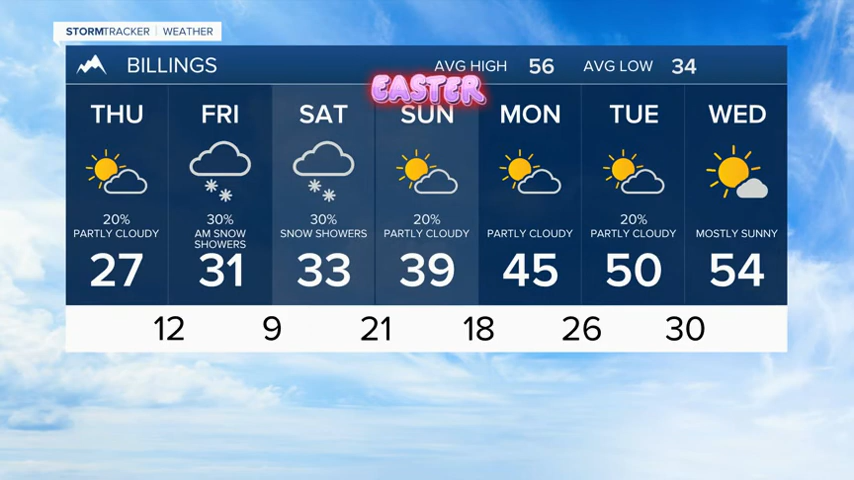 STORMTRACKER | WEATHER
BILLINGS AVG HIGH 56 AVG LOW 34
EASTER
THU FRI SAT SUN MON TUE WED
20% 30% 30% 20% 20%
PARTLY CLOUDY AM SNOW SNOW SHOWERS PARTLY CLOUDY PARTLY CLOUDY PARTLY CLOUDY MOSTLY SUNNY
SHOWERS
27 31 33 39 45 50 54
12 9 21 18 26 30